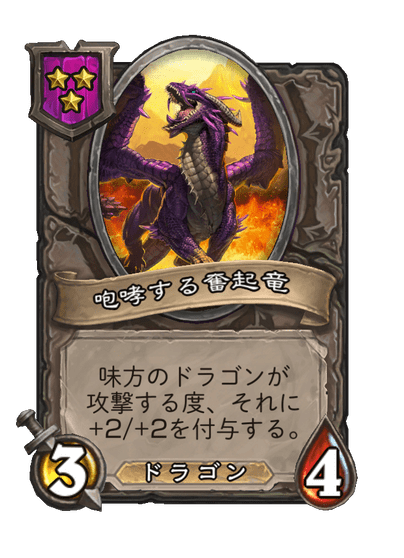 咆哮する奮起竜
味方のドラゴンが
攻撃する度、それに
+2/+2を付与する。
3
ドラゴン
4